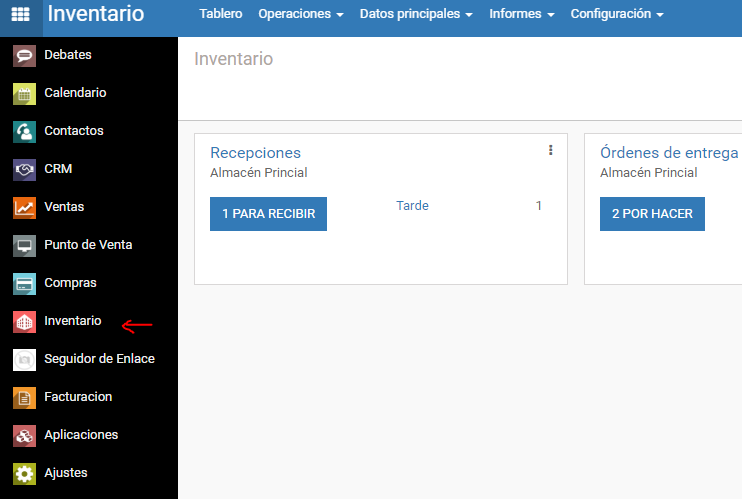 Inventario
Tablero
Operaciones
Datos principales
Informes
Configuración
Debates
Calendario
Contactos
CRM
Ventas
Punto de Venta
Compras
Inventario
Seguidor de Enlace
Facturacion
Aplicaciones
Ajustes
Inventario
Recepciones
Almacén Princial
1 PARA RECIBIR
Tarde 1
Órdenes de entrega
Almacén Princial
2 POR HACER